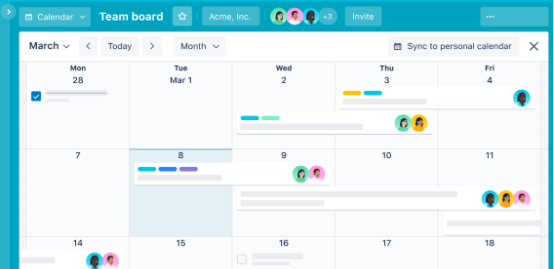 Calendar Team board Acme, Inc. +3 Invite
March Today Month Sync to personal calendar
Mon Tue Wed Thu Fri
28 Mar 1 2 3 4
7 8 9 10 11
14 15 16 17 18